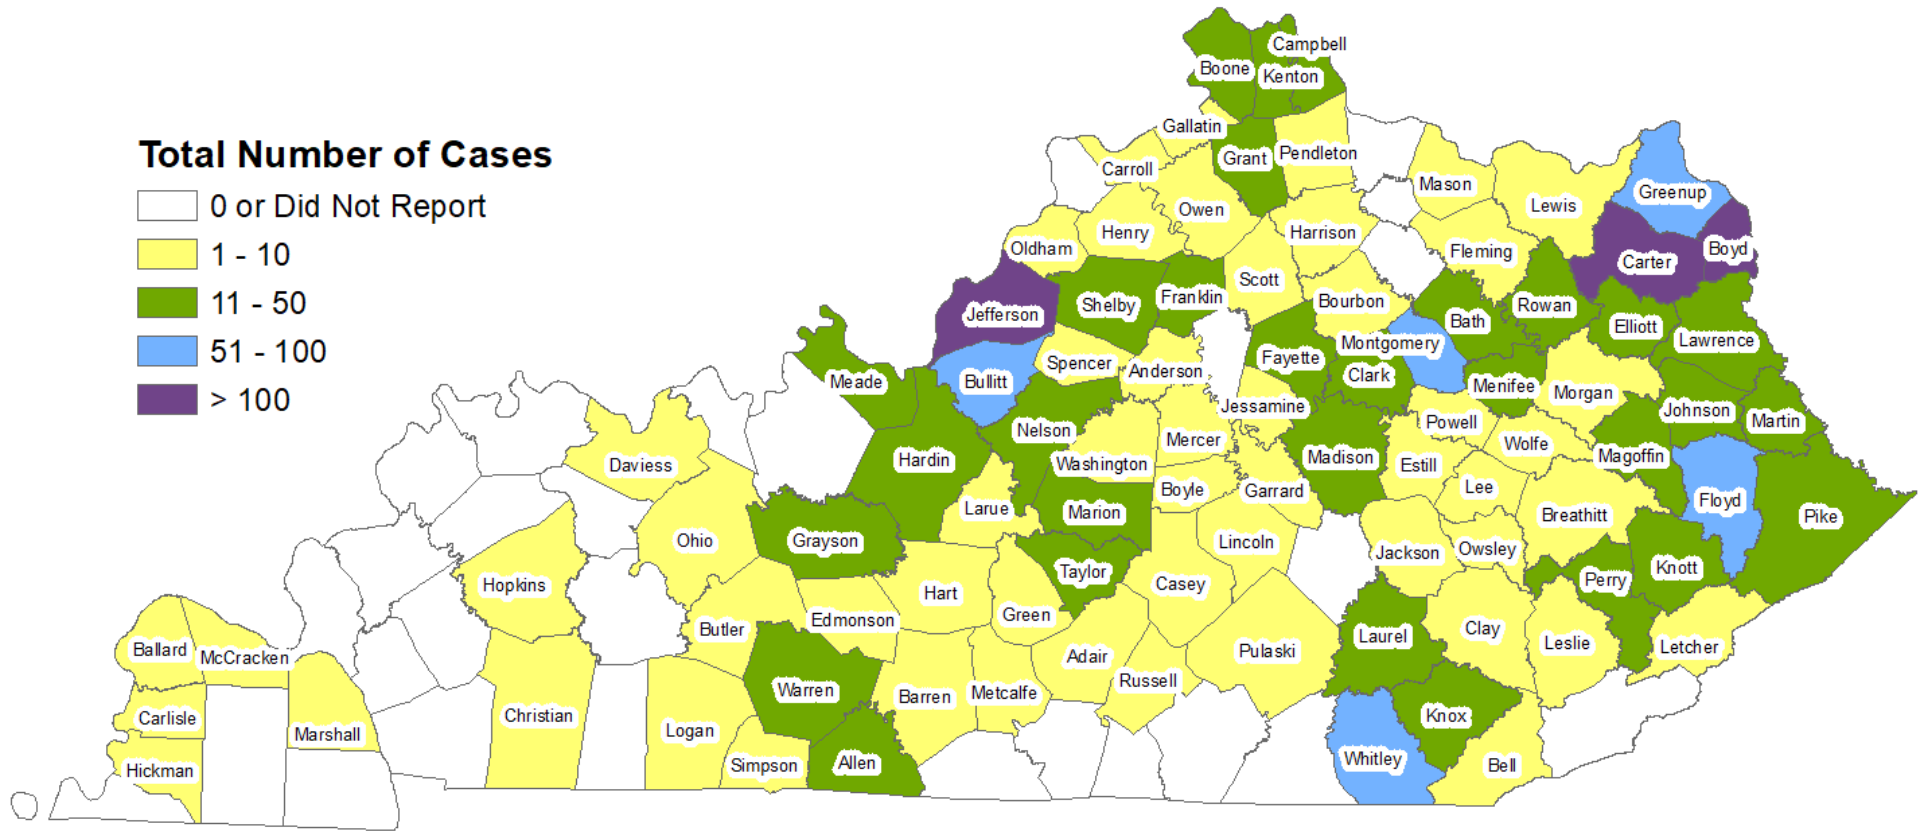 Total Number of Cases
0 or Did Not Report
1 - 10
11 - 50
51 - 100
> 100
Campbell
Boone
Kenton
Gallatin
Grant
Pendleton
Carroll
Mason
Greenup
Owen
Lewis
Henry
Harrison
Oldham
Fleming
Boyd
Carter
Scott
Shelby
Franklin
Bourbon
Rowan
Jefferson
Bath
Elliott
Lawrence
Montgomery
Fayette
Spencer
Anderson
Clark
Meade
Bullitt
Menifee
Morgan
Jessamine
Johnson
Martin
Powell
Nelson
Mercer
Wolfe
Hardin
Washington
Madison
Estill
Magoffin
Daviess
Lee
Boyle
Garrard
Floyd
Larue
Marion
Breathitt
Pike
Ohio
Grayson
Lincoln
Jackson
Owsley
Taylor
Casey
Perry
Knott
Hopkins
Hart
Green
Edmonson
Butler
Clay
Laurel
Leslie
Letcher
Ballard
McCracken
Adair
Pulaski
Russell
Warren
Barren
Metcalfe
Carlisle
Christian
Knox
Marshall
Logan
Whitley
Hickman
Simpson
Allen
Bell